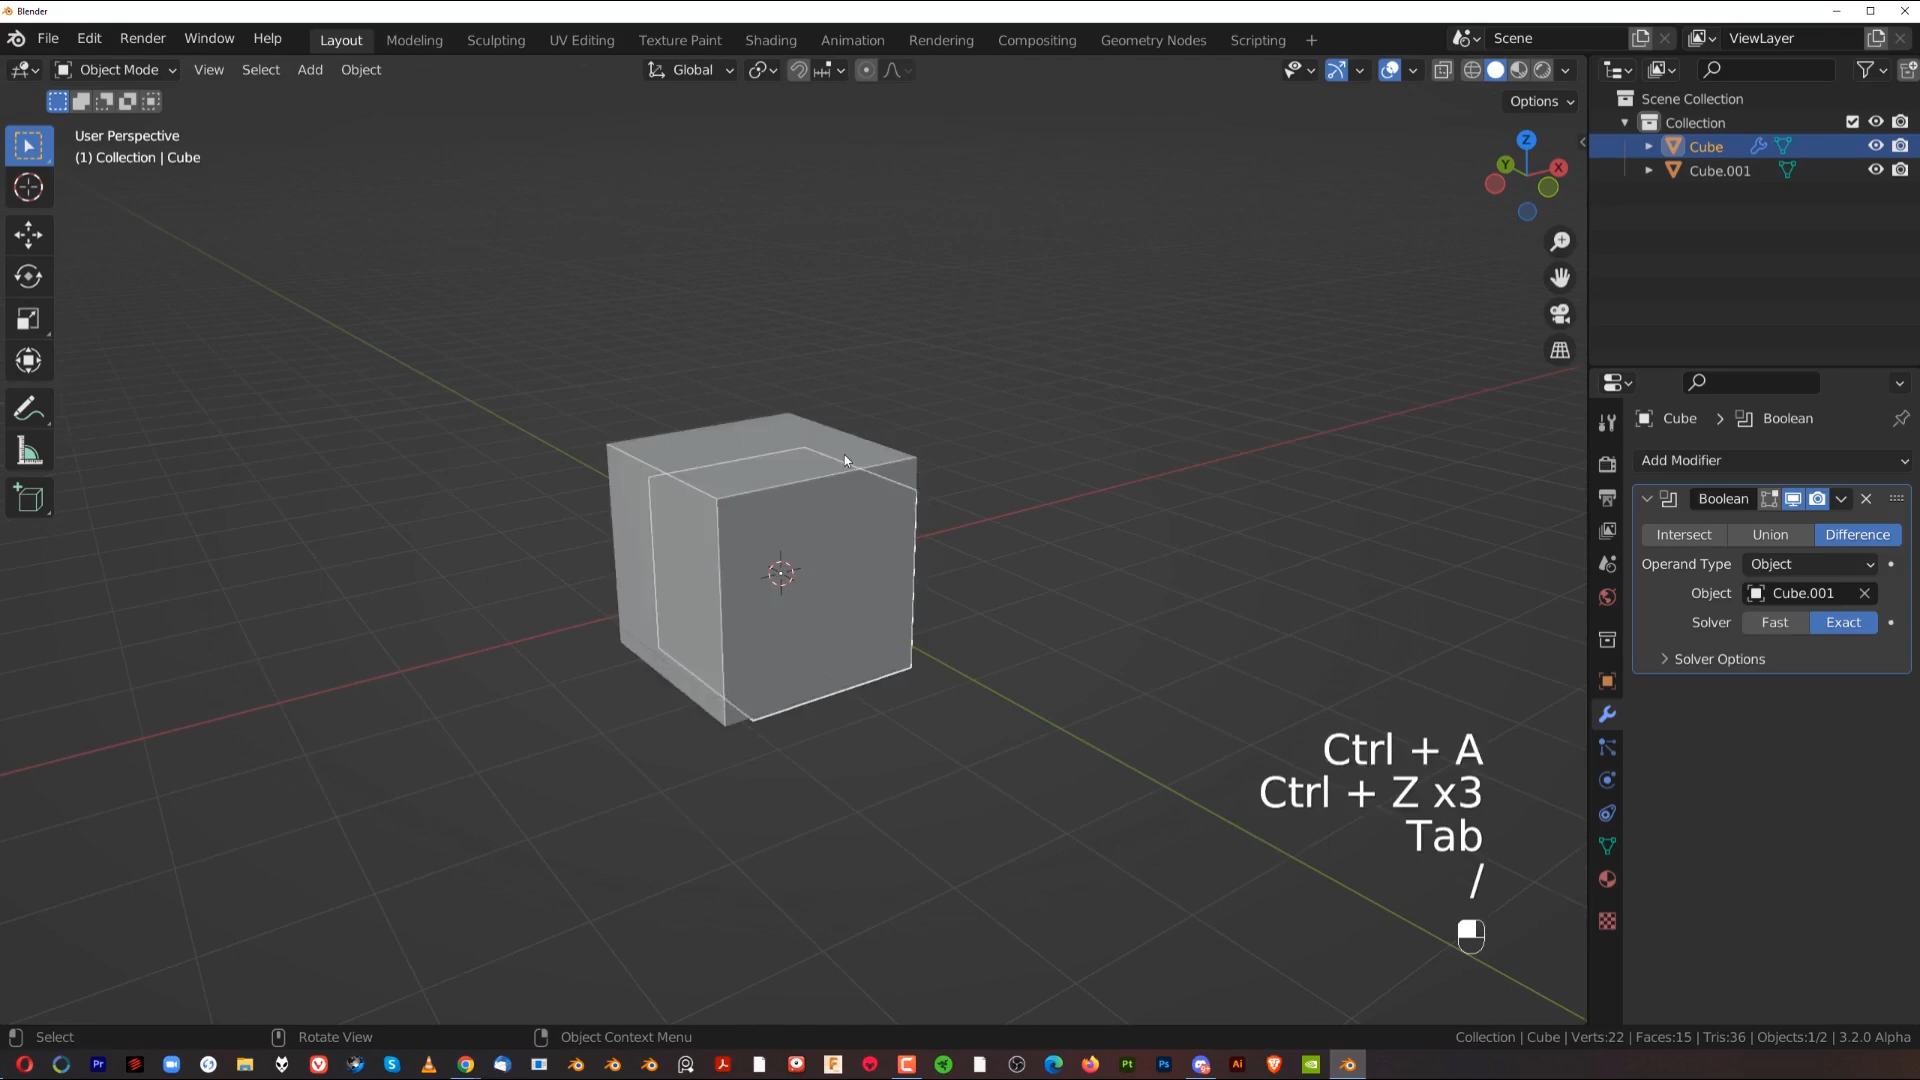 Blender
File Edit Render Window Help
Layout Modeling Sculpting UV Editing Texture Paint Shading Animation Rendering Compositing Geometry Nodes Scripting +
Scene
ViewLayer
Object Mode View Select Add Object
Global
Options
User Perspective
(1) Collection | Cube
Z
Y
X
Scene Collection
Collection
Cube
Cube.001
Cube > Boolean
Add Modifier
Boolean
Intersect Union Difference
Operand Type Object
Object Cube.001
Solver Fast Exact
Solver Options
Ctrl + A
Ctrl + Z x3
Tab
/
Select Rotate View Object Context Menu
Collection | Cube | Verts:22 | Faces:15 | Tris:36 | Objects:1/2 | 3.2.0 Alpha
Pr
S
F
Pt
Ps
Ai